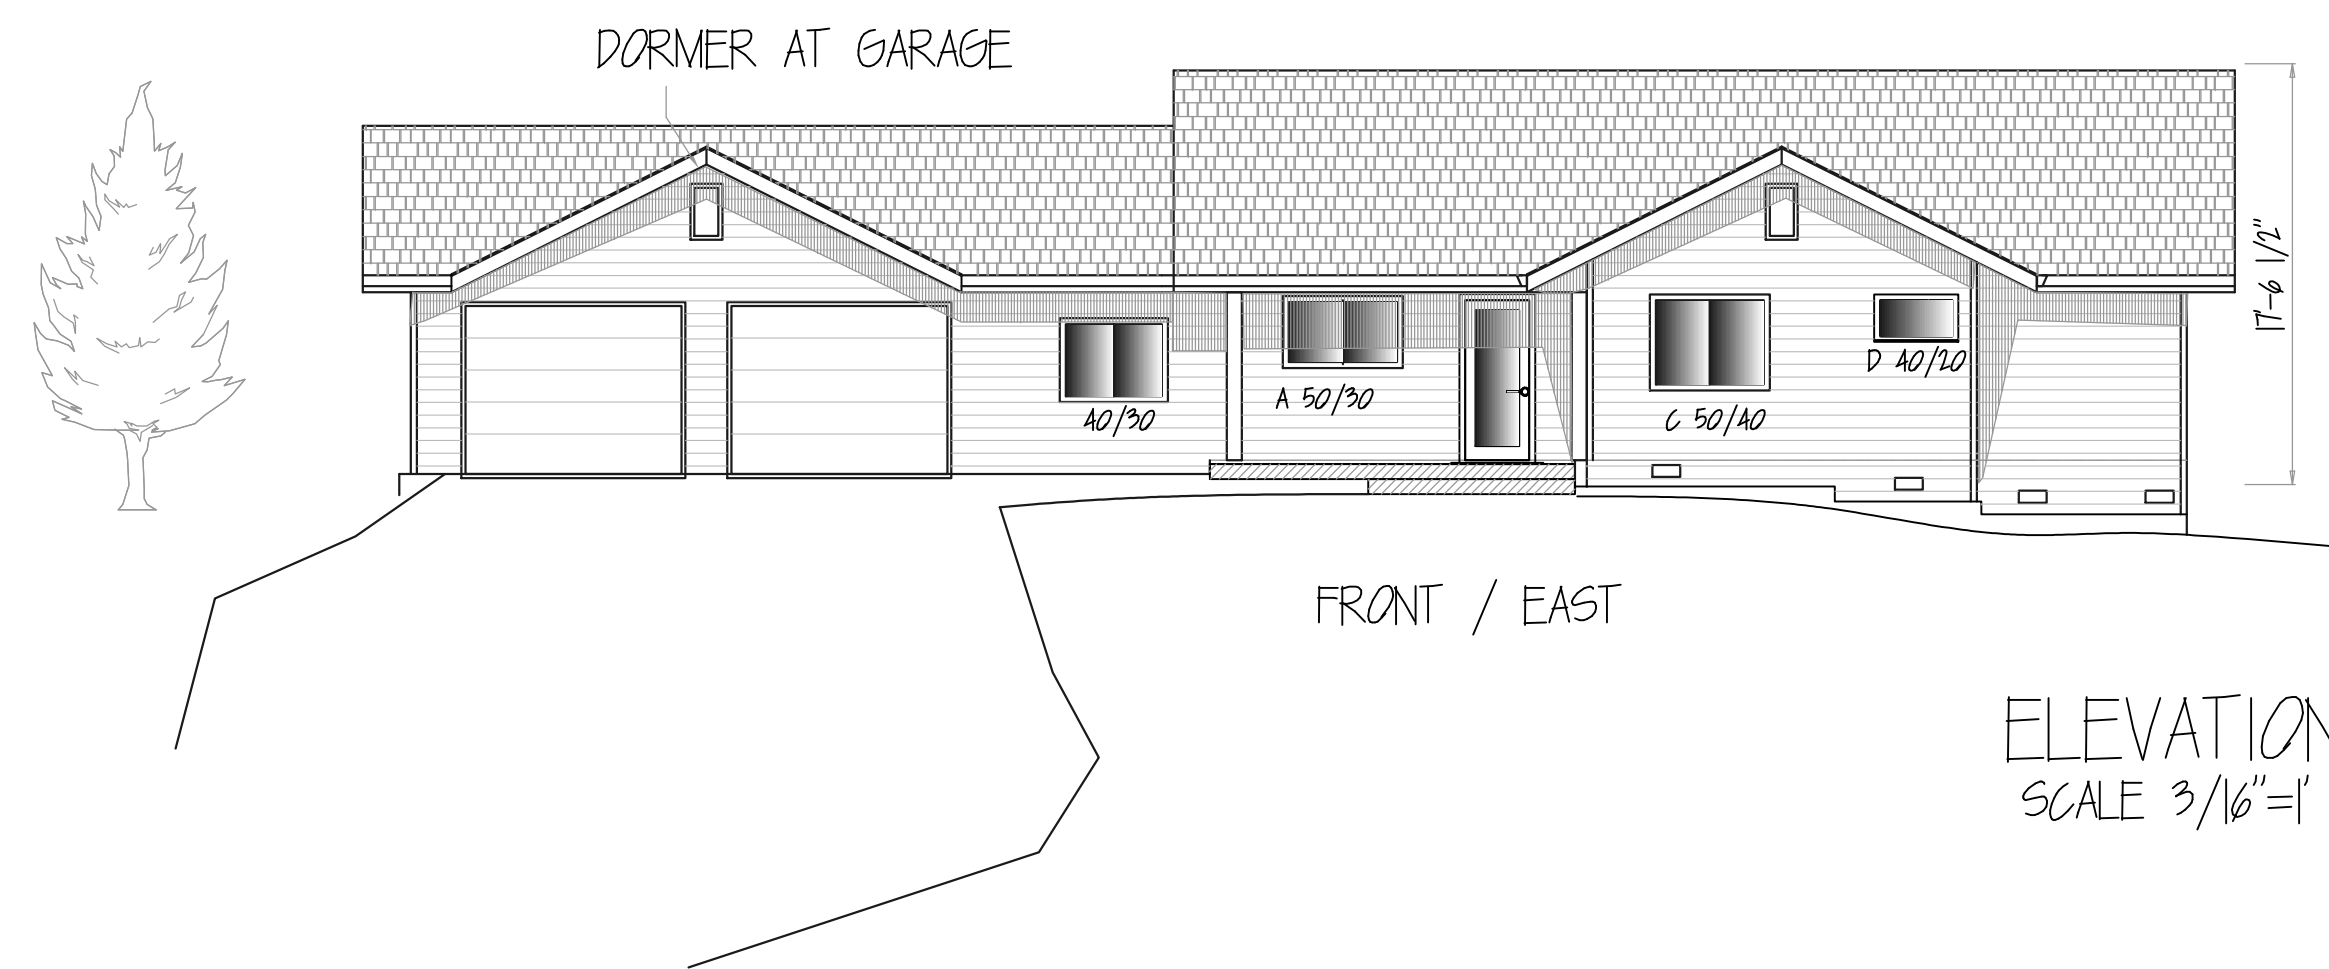 DORMER AT GARAGE
17'-6 1/2"
40/30
A 50/30
C 50/40
D 40/20
FRONT / EAST
ELEVATION
SCALE 3/16"=1'